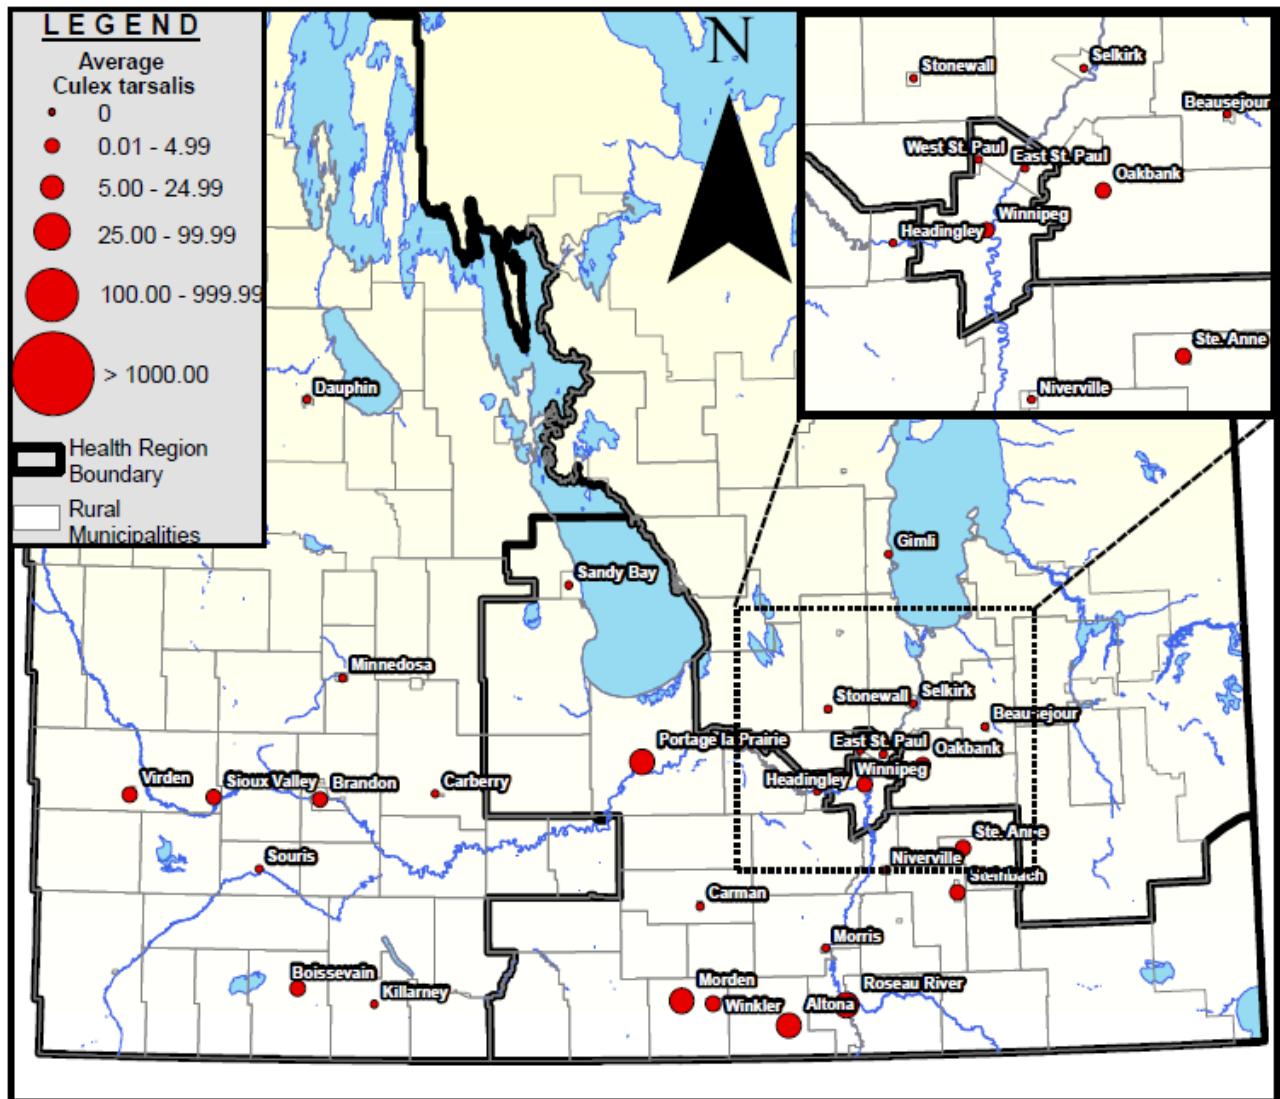 LEGEND
Average
Culex tarsalis
0
0.01 - 4.99
5.00 - 24.99
25.00 - 99.99
100.00 - 999.99
> 1000.00
Health Region
Boundary
Rural
Municipalities
N
Stonewall
Selkirk
Beausejour
West St. Paul
East St. Paul
Oakbank
Winnipeg
Headingley
Ste. Anne
Niverville
Dauphin
Gimli
Sandy Bay
Minnedosa
Stonewall
Selkirk
Beausejour
Portage la Prairie
East St. Paul
Oakbank
Virden
Sioux Valley
Brandon
Carberry
Headingley
Winnipeg
Ste. Anne
Souris
Niverville
Steinbach
Carman
Morris
Boissevain
Killarney
Morden
Winkler
Altona
Roseau River